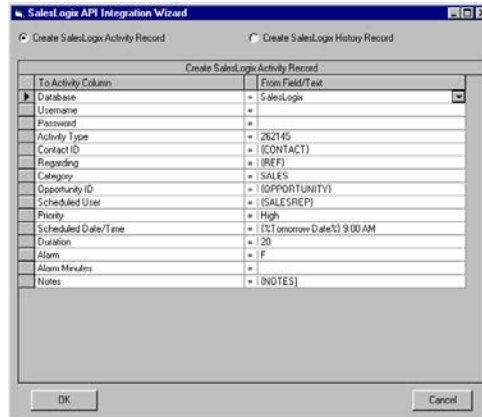 SalesLogix API Integration Wizard
Create SalesLogix Activity Record
Create SalesLogix History Record
Create SalesLogix Activity Record
To Activity Column From Field/Text
Database = SalesLogix
Username =
Password =
Activity Type = 262145
Contact ID = {CONTACT}
Regarding = {REF}
Category = SALES
Opportunity ID = {OPPORTUNITY}
Scheduled User = {SALESREP}
Priority = High
Scheduled Date/Time = {%Tomorrow Date%} 9:00 AM
Duration = 20
Alarm = F
Alarm Minutes =
Notes = {NOTES}
OK Cancel